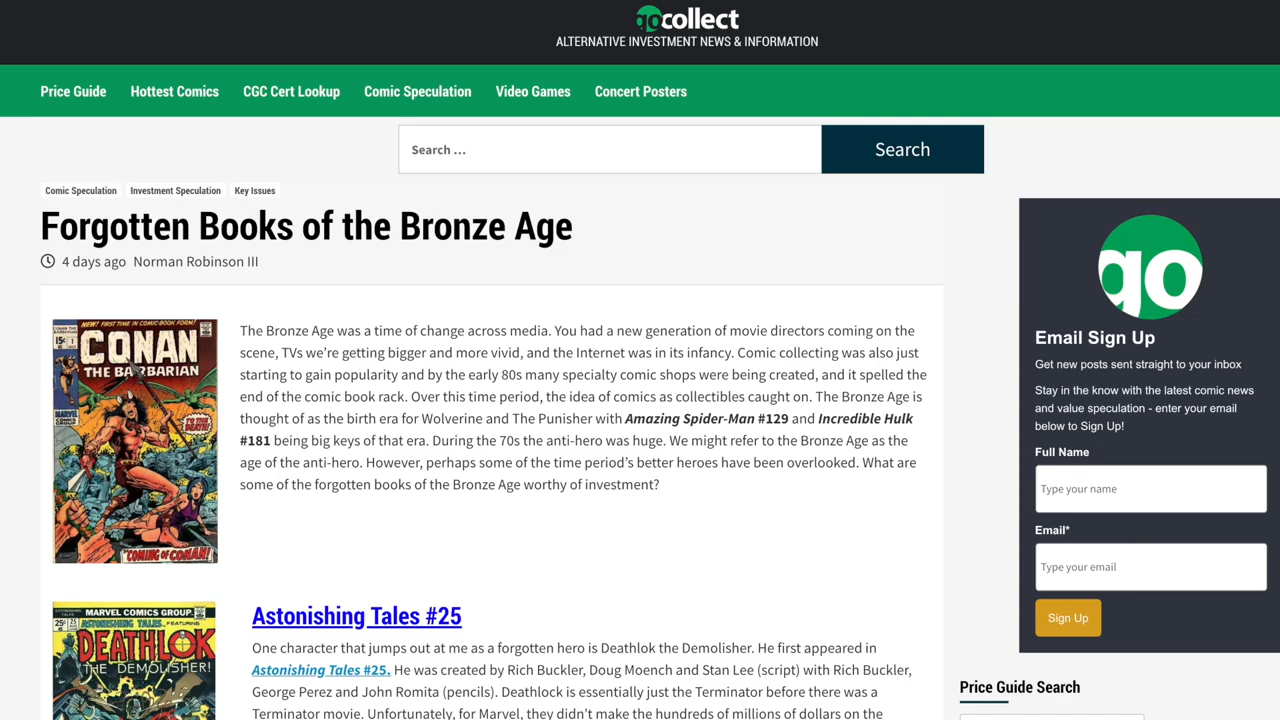 gocollect
ALTERNATIVE INVESTMENT NEWS & INFORMATION
Price Guide Hottest Comics CGC Cert Lookup Comic Speculation Video Games Concert Posters
Search ...
Search
Comic Speculation Investment Speculation Key Issues
Forgotten Books of the Bronze Age
4 days ago Norman Robinson III
NEW! FIRST TIME IN COMIC-BOOK FORM!
CONAN
THE BARBARIAN
"COMING OF CONAN!
The Bronze Age was a time of change across media. You had a new generation of movie directors coming on the
scene, TVs we're getting bigger and more vivid, and the Internet was in its infancy. Comic collecting was also just
starting to gain popularity and by the early 80s many specialty comic shops were being created, and it spelled the
end of the comic book rack. Over this time period, the idea of comics as collectibles caught on. The Bronze Age is
thought of as the birth era for Wolverine and The Punisher with Amazing Spider-Man #129 and Incredible Hulk
#181 being big keys of that era. During the 70s the anti-hero was huge. We might refer to the Bronze Age as the
age of the anti-hero. However, perhaps some of the time period's better heroes have been overlooked. What are
some of the forgotten books of the Bronze Age worthy of investment?
MARVEL COMICS GROUP
25¢ 25 ASTONISHING TALES FEATURING
DEATHLOK
THE DEMOLISHER!
Astonishing Tales #25
One character that jumps out at me as a forgotten hero is Deathlok the Demolisher. He first appeared in
Astonishing Tales #25. He was created by Rich Buckler, Doug Moench and Stan Lee (script) with Rich Buckler,
George Perez and John Romita (pencils). Deathlock is essentially just the Terminator before there was a
Terminator movie. Unfortunately, for Marvel, they didn't make the hundreds of millions of dollars on the
go
Email Sign Up
Get new posts sent straight to your inbox
Stay in the know with the latest comic news
and value speculation - enter your email
below to Sign Up!
Full Name
Type your name
Email*
Type your email
Sign Up
Price Guide Search